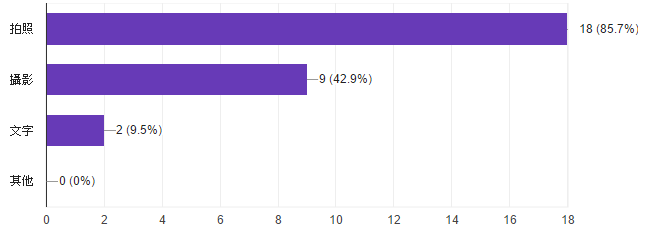 拍照 18 (85.7%)
攝影 9 (42.9%)
文字 2 (9.5%)
其他 0 (0%)
0 2 4 6 8 10 12 14 16 18